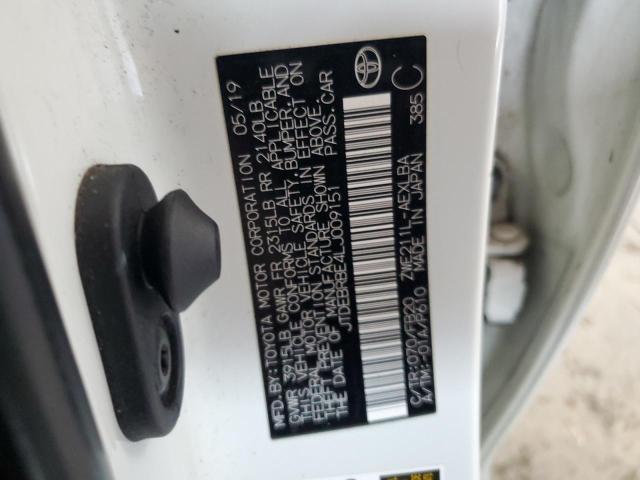 MFD.BY:TOYOTA MOTOR CORPORATION 05/19
GVWR 3915LB GAWR FR 2315LB RR 2140LB
THIS VEHICLE CONFORMS TO ALL APPLICABLE
FEDERAL MOTOR VEHICLE SAFETY, BUMPER, AND
THEFT PREVENTION STANDARDS IN EFFECT ON
THE DATE OF MANUFACTURE SHOWN ABOVE.
JTDEBRBE4LJ009151 PASS.CAR
C/TR:070/FB20 ZWE211L-AEXLBA
A/TM:-01A/P610 MADE IN JAPAN 385
C